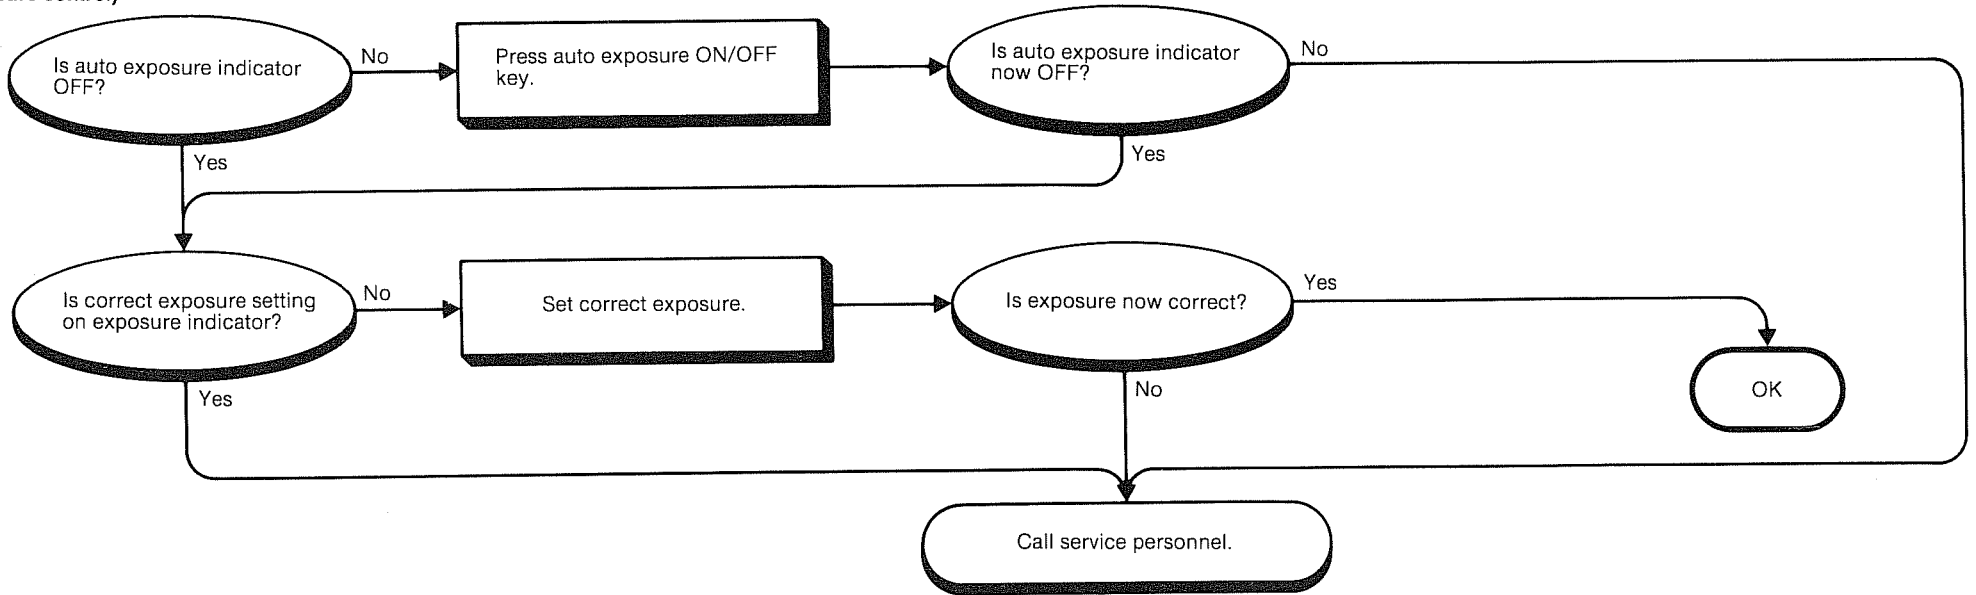 Is auto exposure indicator
OFF?
No
Press auto exposure ON/OFF
key.
Is auto exposure indicator
now OFF?
No
Yes
Yes
Is correct exposure setting
on exposure indicator?
No
Set correct exposure.
Is exposure now correct?
Yes
OK
Yes
No
Call service personnel.